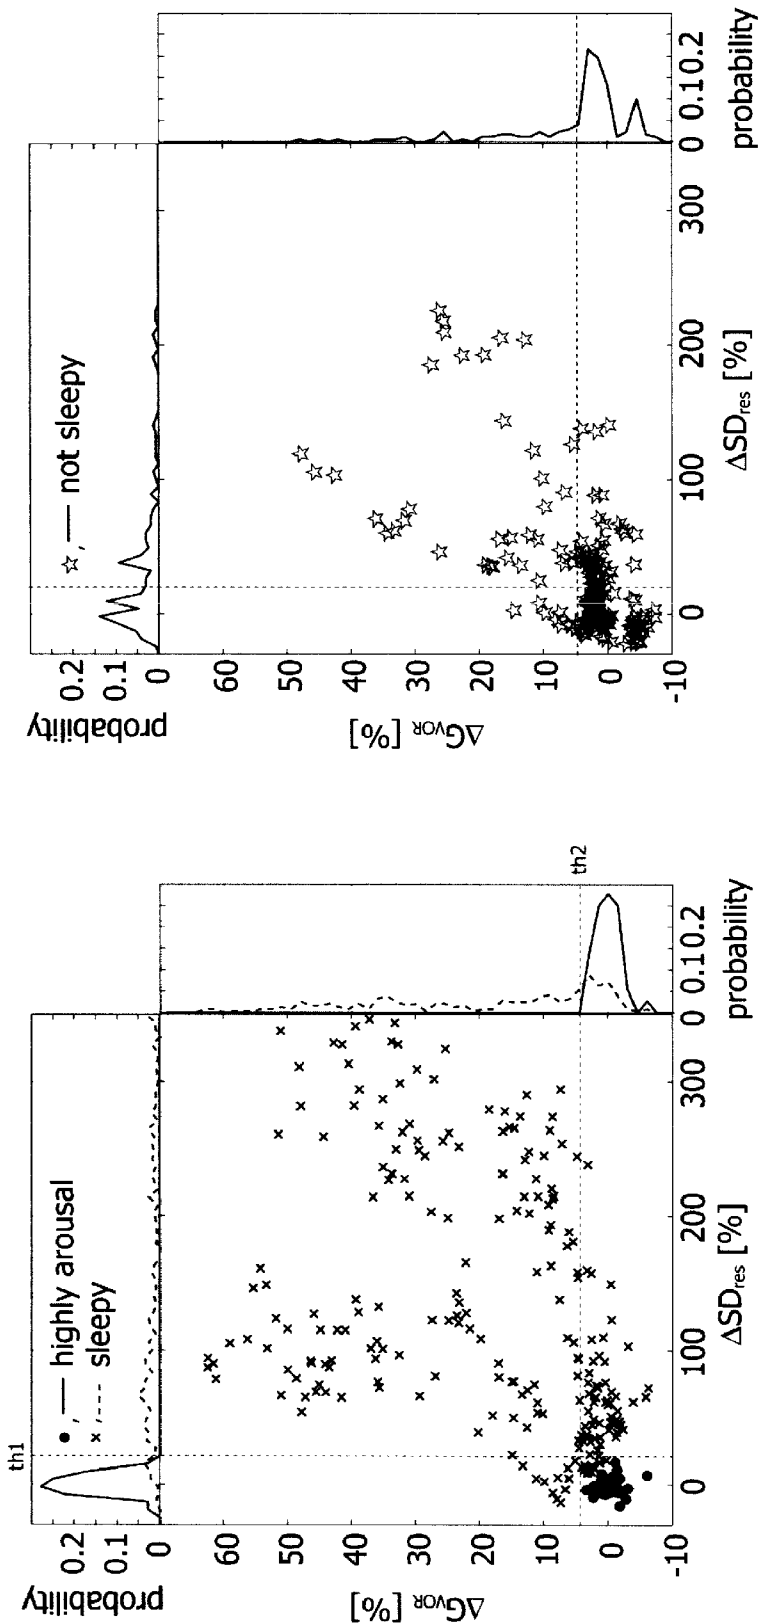 th1
probability
0.2
0.1
0
●, — highly arousal
×, --- sleepy
60
50
40
30
20
10
0
-10
ΔG_VOR [%]
0
100
200
300
ΔSD_res [%]
0 0.1 0.2
probability
th2
probability
0.2
0.1
0
☆, — not sleepy
60
50
40
30
20
10
0
-10
ΔG_VOR [%]
0
100
200
300
ΔSD_res [%]
0 0.1 0.2
probability